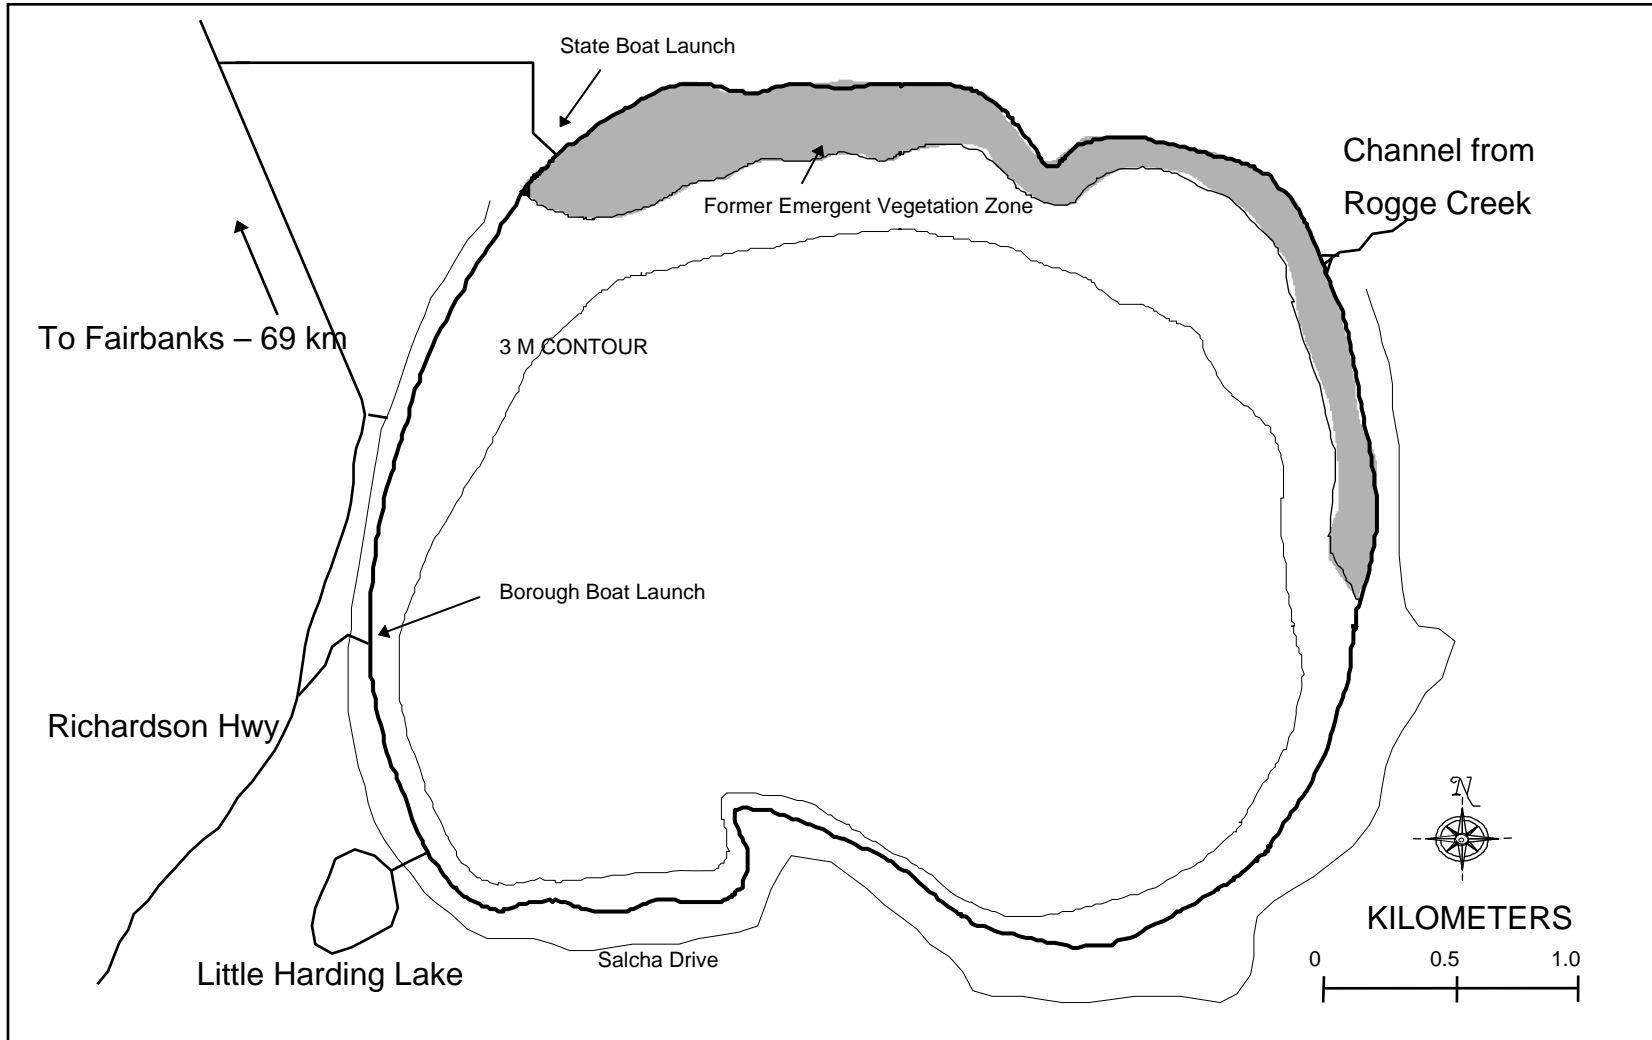 State Boat Launch
Channel from
Rogge Creek
Former Emergent Vegetation Zone
To Fairbanks – 69 km
3 M CONTOUR
Borough Boat Launch
Richardson Hwy
N
KILOMETERS
0 0.5 1.0
Salcha Drive
Little Harding Lake